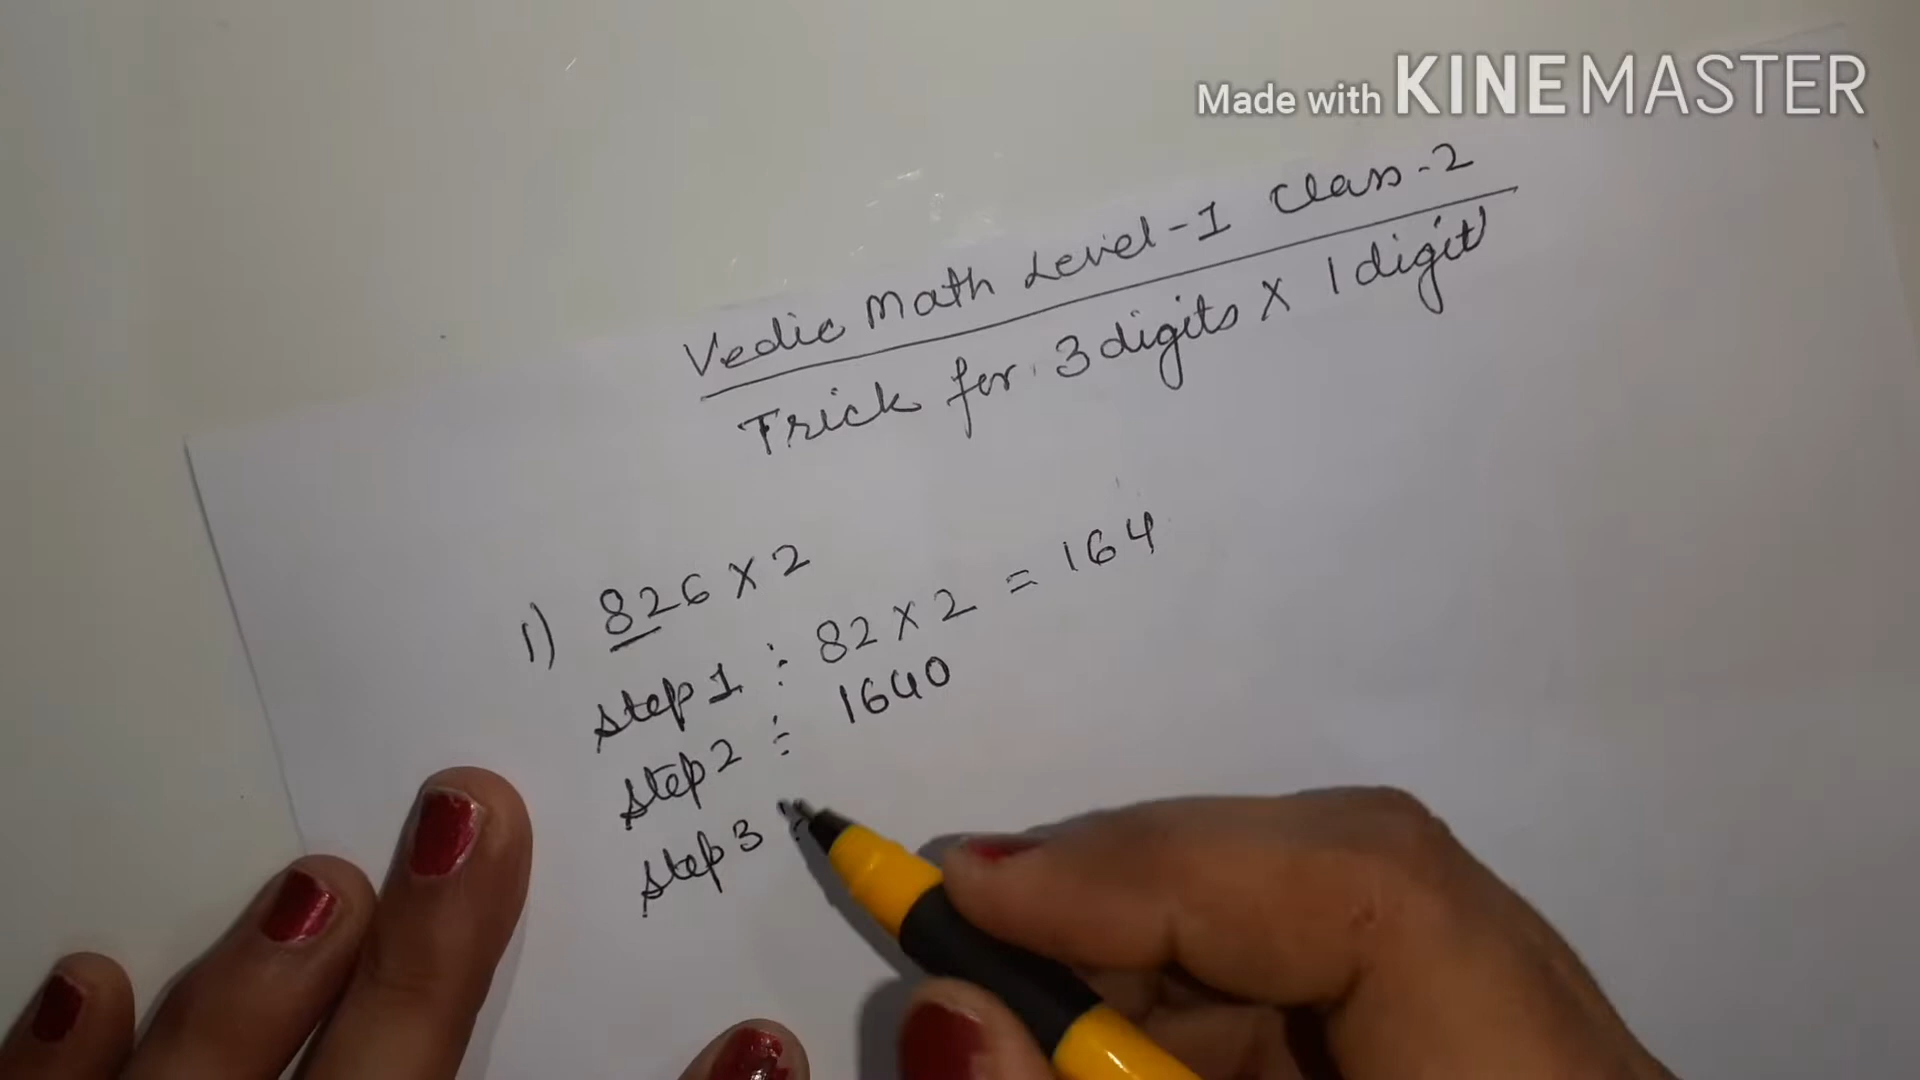 Made with KINEMASTER
Vedic Math Level-1 Class-2
Trick for 3 digits X 1 digit
1) 826 X 2
Step 1 : 82 X 2 = 164
Step 2 : 1640
Step 3 :